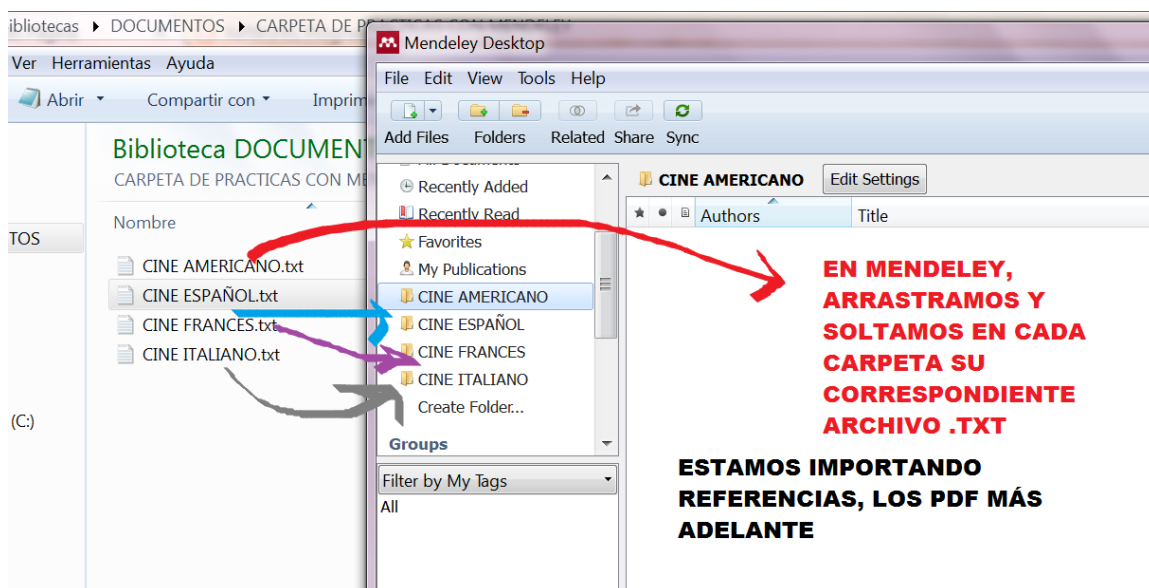 ibliotecas ▸ DOCUMENTOS ▸ CARPETA DE PRACTICAS CON MENDELEY
Ver Herramientas Ayuda
Abrir Compartir con Imprim
Biblioteca DOCUMEN
CARPETA DE PRACTICAS CON ME
Nombre
TOS
CINE AMERICANO.txt
CINE ESPAÑOL.txt
CINE FRANCES.txt
CINE ITALIANO.txt
(C:)
Mendeley Desktop
File Edit View Tools Help
Add Files Folders Related Share Sync
All Documents
Recently Added
Recently Read
Favorites
My Publications
CINE AMERICANO
CINE ESPAÑOL
CINE FRANCES
CINE ITALIANO
Create Folder...
Groups
Filter by My Tags
All
CINE AMERICANO Edit Settings
Authors Title
EN MENDELEY,
ARRASTRAMOS Y
SOLTAMOS EN CADA
CARPETA SU
CORRESPONDIENTE
ARCHIVO .TXT
ESTAMOS IMPORTANDO
REFERENCIAS, LOS PDF MÁS
ADELANTE